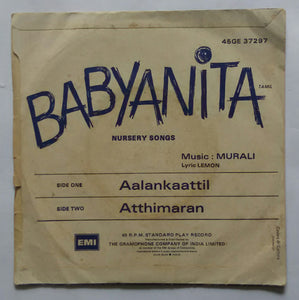 45GE 37297
BABYANITA
TAMIL
NURSERY SONGS
Music : MURALI
Lyric LEMON
SIDE ONE Aalankaattil
SIDE TWO Atthimaran
EMI
45 R.P.M. STANDARD PLAY RECORD
THE GRAMOPHONE COMPANY OF INDIA LIMITED